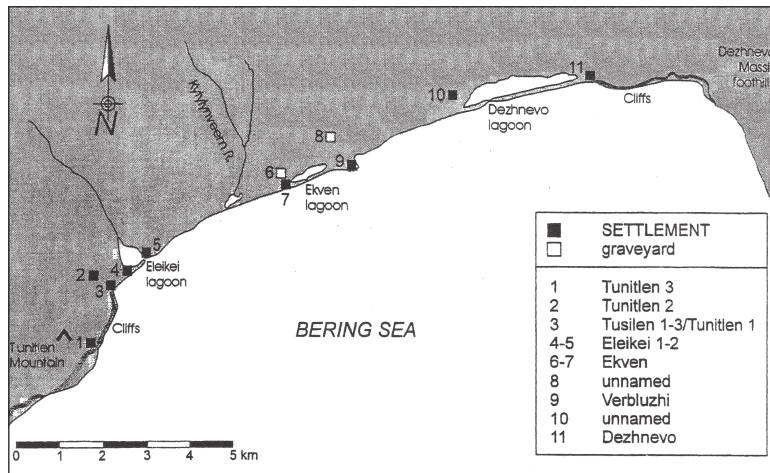 Dezhnevo
Massif
foothill
11
Cliffs
10
Dezhnevo
lagoon
N
Kytynveem R.
8
9
6
7
Ekven
lagoon
5
4
Eleikei
lagoon
2
3
Cliffs
1
Tunitlen
Mountain
BERING SEA
0 1 2 3 4 5 km
SETTLEMENT
graveyard
1 Tunitlen 3
2 Tunitlen 2
3 Tusilen 1-3/Tunitlen 1
4-5 Eleikei 1-2
6-7 Ekven
8 unnamed
9 Verbluzhi
10 unnamed
11 Dezhnevo